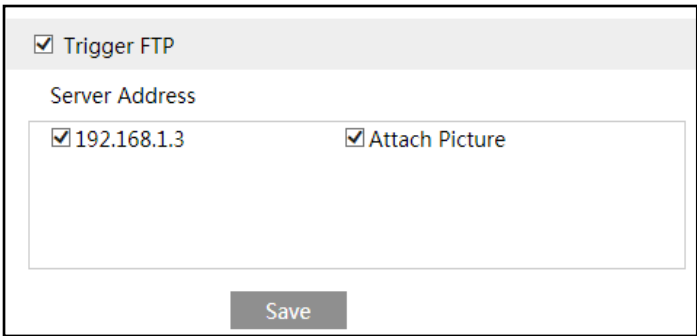 Trigger FTP
Server Address
192.168.1.3 Attach Picture
Save